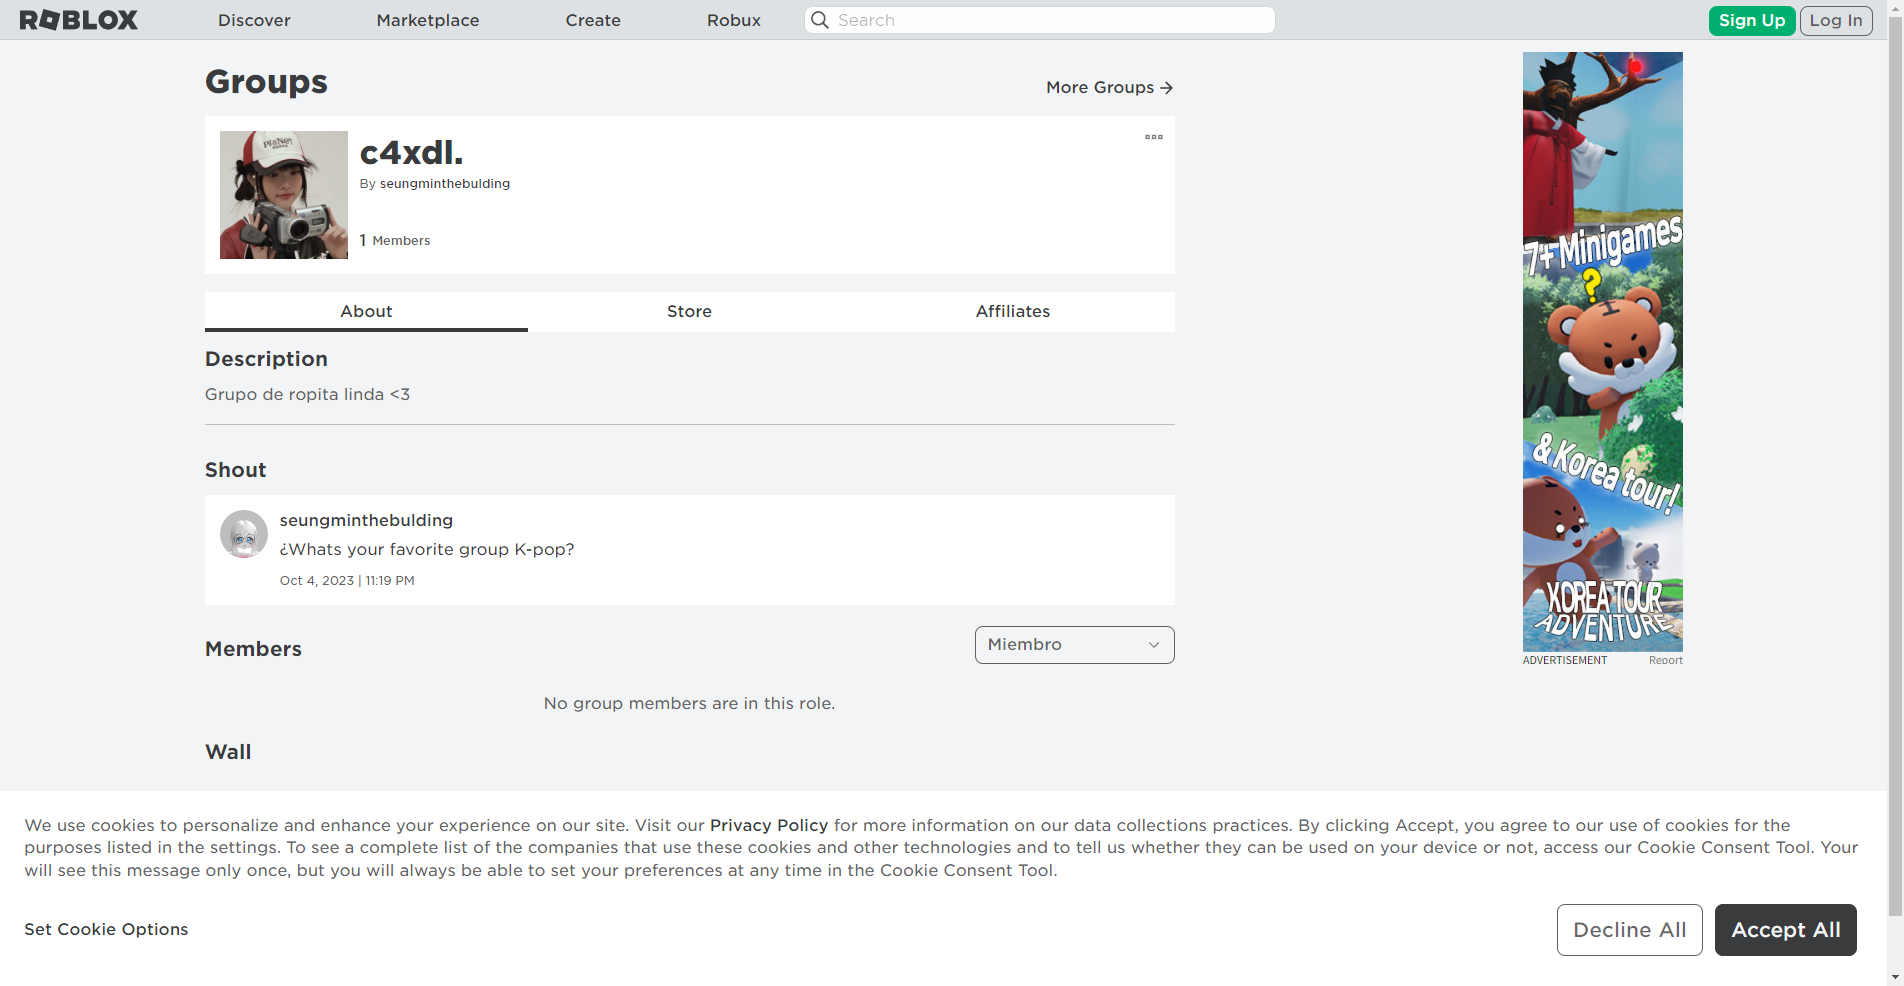 ROBLOX
Discover
Marketplace
Create
Robux
Search
Sign Up
Log In
Groups
More Groups
PlaNet
c4xdl.
By seungminthebulding
1 Members
About
Store
Affiliates
Description
Grupo de ropita linda <3
Shout
seungminthebulding
¿Whats your favorite group K-pop?
Oct 4, 2023 | 11:19 PM
Members
Miembro
No group members are in this role.
Wall
7+ Minigames
?
& Korea tour!
KOREA TOUR
ADVENTURE
ADVERTISEMENT
Report
We use cookies to personalize and enhance your experience on our site. Visit our Privacy Policy for more information on our data collections practices. By clicking Accept, you agree to our use of cookies for the
purposes listed in the settings. To see a complete list of the companies that use these cookies and other technologies and to tell us whether they can be used on your device or not, access our Cookie Consent Tool. Your
will see this message only once, but you will always be able to set your preferences at any time in the Cookie Consent Tool.
Set Cookie Options
Decline All
Accept All